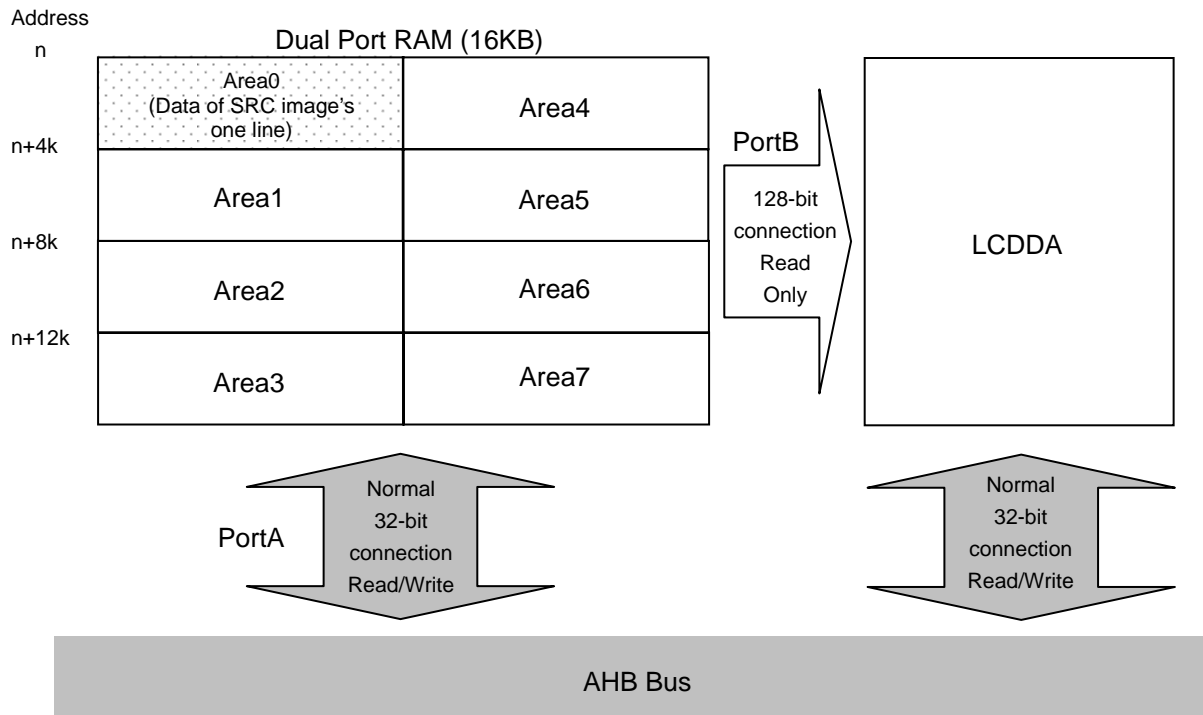 Address
n
Dual Port RAM (16KB)
Area0
(Data of SRC image's
one line)
Area4
n+4k
Area1
Area5
n+8k
Area2
Area6
n+12k
Area3
Area7
PortB
128-bit
connection
Read
Only
LCDDA
PortA
Normal
32-bit
connection
Read/Write
Normal
32-bit
connection
Read/Write
AHB Bus